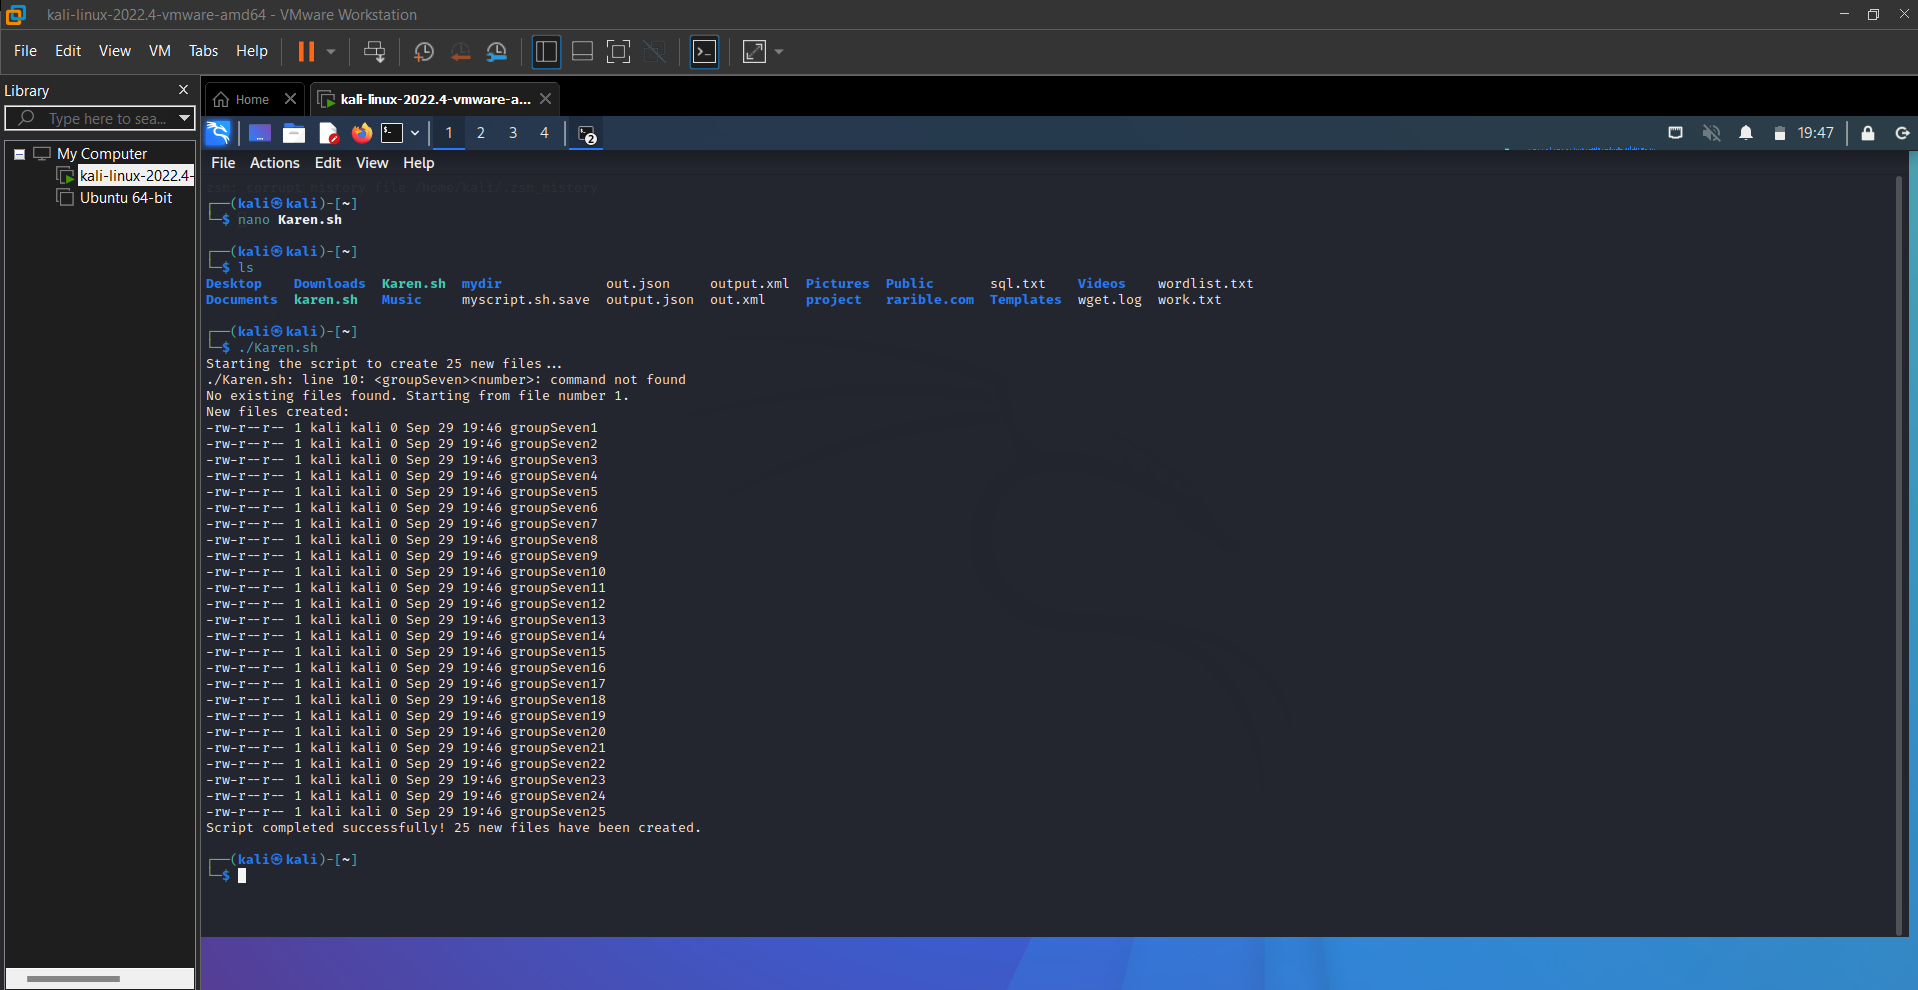 kali-linux-2022.4-vmware-amd64 - VMware Workstation
File Edit View VM Tabs Help
Library
Home
kali-linux-2022.4-vmware-a...
Type here to sea...
1 2 3 4 2 19:47
My Computer
kali-linux-2022.4-
Ubuntu 64-bit
File Actions Edit View Help
zsh: corrupt history file /home/kali/.zsh_history
┌──(kali㉿kali)-[~]
└─$ nano Karen.sh
┌──(kali㉿kali)-[~]
└─$ ls
Desktop Downloads Karen.sh mydir out.json output.xml Pictures Public sql.txt Videos wordlist.txt
Documents karen.sh Music myscript.sh.save output.json out.xml project rarible.com Templates wget.log work.txt
┌──(kali㉿kali)-[~]
└─$ ./Karen.sh
Starting the script to create 25 new files...
./Karen.sh: line 10: <groupSeven><number>: command not found
No existing files found. Starting from file number 1.
New files created:
-rw-r--r-- 1 kali kali 0 Sep 29 19:46 groupSeven1
-rw-r--r-- 1 kali kali 0 Sep 29 19:46 groupSeven2
-rw-r--r-- 1 kali kali 0 Sep 29 19:46 groupSeven3
-rw-r--r-- 1 kali kali 0 Sep 29 19:46 groupSeven4
-rw-r--r-- 1 kali kali 0 Sep 29 19:46 groupSeven5
-rw-r--r-- 1 kali kali 0 Sep 29 19:46 groupSeven6
-rw-r--r-- 1 kali kali 0 Sep 29 19:46 groupSeven7
-rw-r--r-- 1 kali kali 0 Sep 29 19:46 groupSeven8
-rw-r--r-- 1 kali kali 0 Sep 29 19:46 groupSeven9
-rw-r--r-- 1 kali kali 0 Sep 29 19:46 groupSeven10
-rw-r--r-- 1 kali kali 0 Sep 29 19:46 groupSeven11
-rw-r--r-- 1 kali kali 0 Sep 29 19:46 groupSeven12
-rw-r--r-- 1 kali kali 0 Sep 29 19:46 groupSeven13
-rw-r--r-- 1 kali kali 0 Sep 29 19:46 groupSeven14
-rw-r--r-- 1 kali kali 0 Sep 29 19:46 groupSeven15
-rw-r--r-- 1 kali kali 0 Sep 29 19:46 groupSeven16
-rw-r--r-- 1 kali kali 0 Sep 29 19:46 groupSeven17
-rw-r--r-- 1 kali kali 0 Sep 29 19:46 groupSeven18
-rw-r--r-- 1 kali kali 0 Sep 29 19:46 groupSeven19
-rw-r--r-- 1 kali kali 0 Sep 29 19:46 groupSeven20
-rw-r--r-- 1 kali kali 0 Sep 29 19:46 groupSeven21
-rw-r--r-- 1 kali kali 0 Sep 29 19:46 groupSeven22
-rw-r--r-- 1 kali kali 0 Sep 29 19:46 groupSeven23
-rw-r--r-- 1 kali kali 0 Sep 29 19:46 groupSeven24
-rw-r--r-- 1 kali kali 0 Sep 29 19:46 groupSeven25
Script completed successfully! 25 new files have been created.
┌──(kali㉿kali)-[~]
└─$